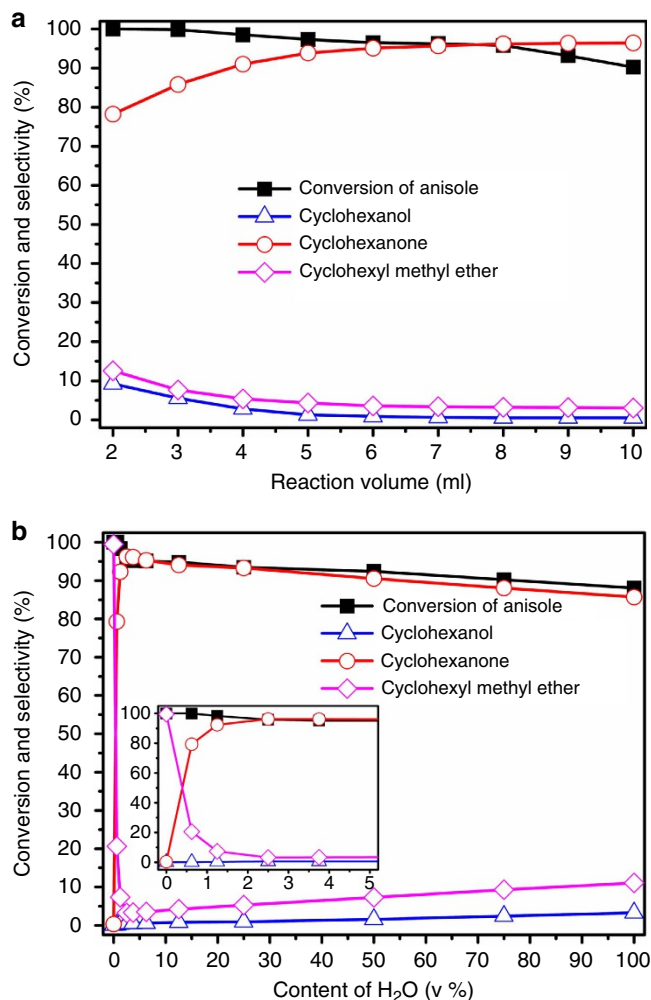 a
100
90
80
70
60
50
40
30
20
10
0
Conversion and selectivity (%)
Conversion of anisole
Cyclohexanol
Cyclohexanone
Cyclohexyl methyl ether
2 3 4 5 6 7 8 9 10
Reaction volume (ml)
b
100
90
80
70
60
50
40
30
20
10
0
Conversion and selectivity (%)
Conversion of anisole
Cyclohexanol
Cyclohexanone
Cyclohexyl methyl ether
100
80
60
40
20
0
0 1 2 3 4 5
0 10 20 30 40 50 60 70 80 90 100
Content of H₂O (v %)